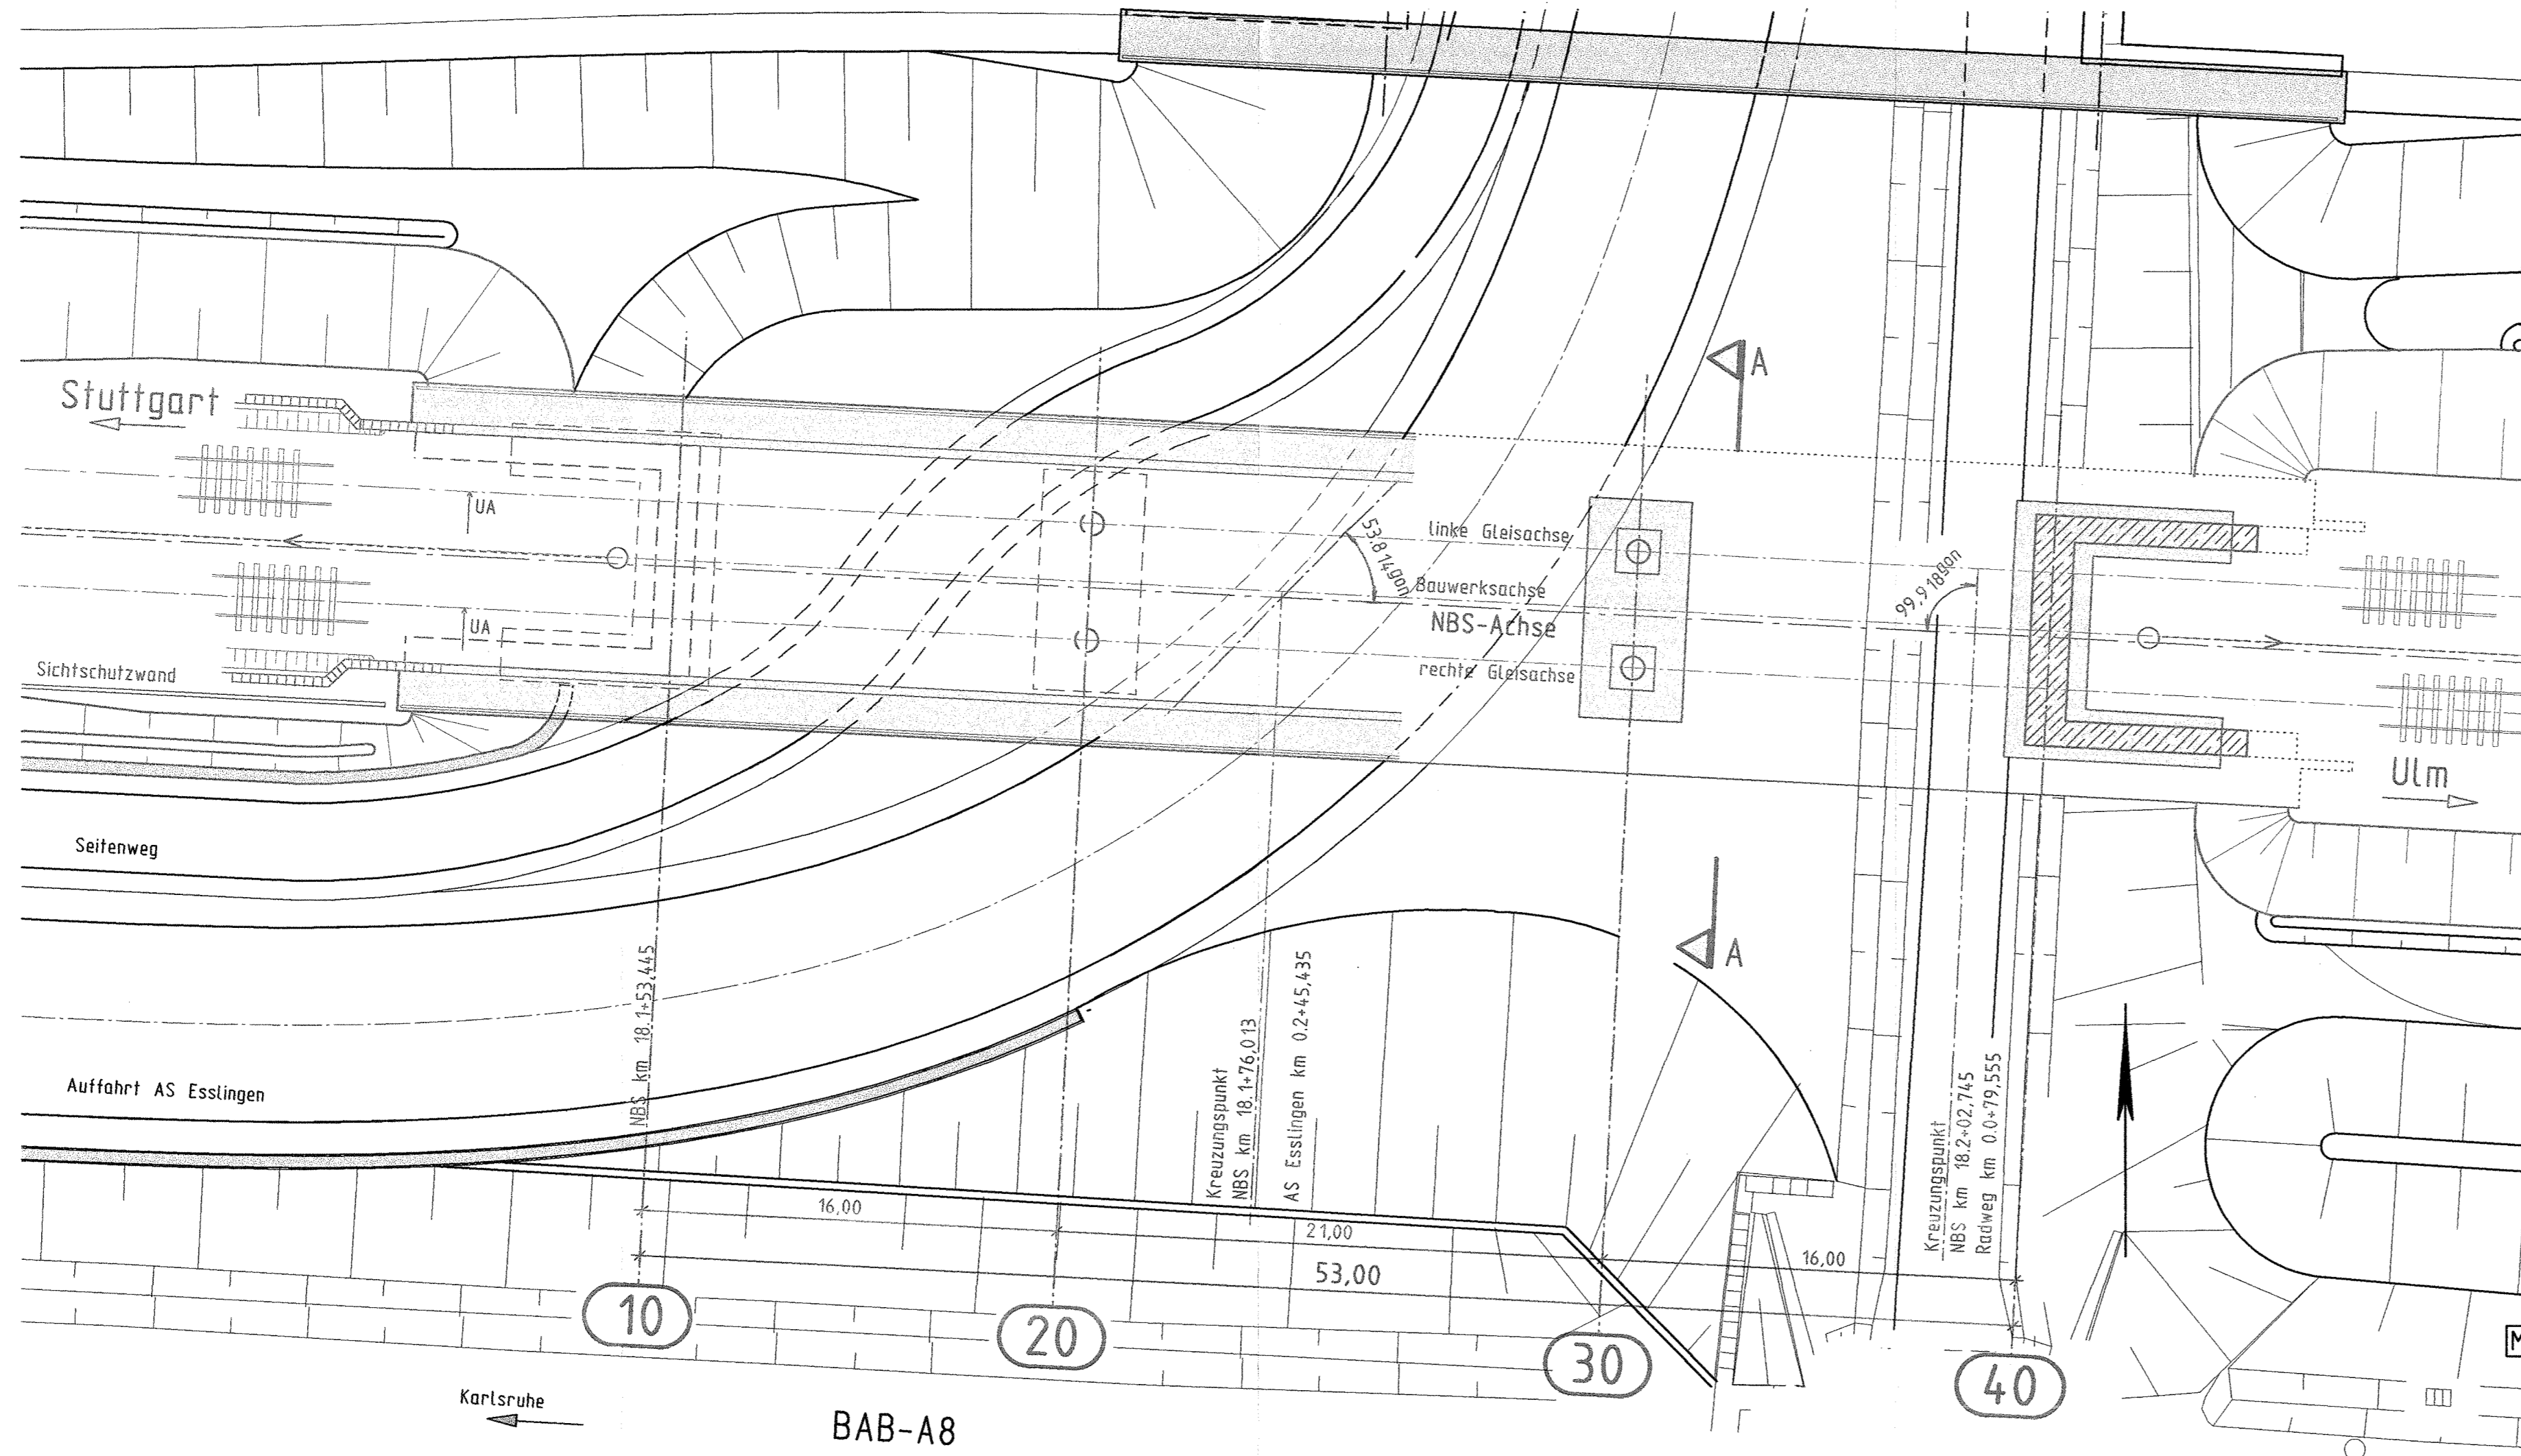 Stuttgart
A
UA
linke Gleisachse
53.814gon
Bauwerksachse
NBS-Achse
99,918gon
UA
rechte Gleisachse
Sichtschutzwand
Ulm
Seitenweg
A
NBS km 18.1+53,445
Kreuzungspunkt
NBS km 18.1+76,013
AS Esslingen km 0.2+45,435
Kreuzungspunkt
NBS km 18.2+02,745
Radweg km 0.0+79,555
Auffahrt AS Esslingen
16,00
21,00
16,00
53,00
10
20
30
40
M
Karlsruhe
BAB-A8